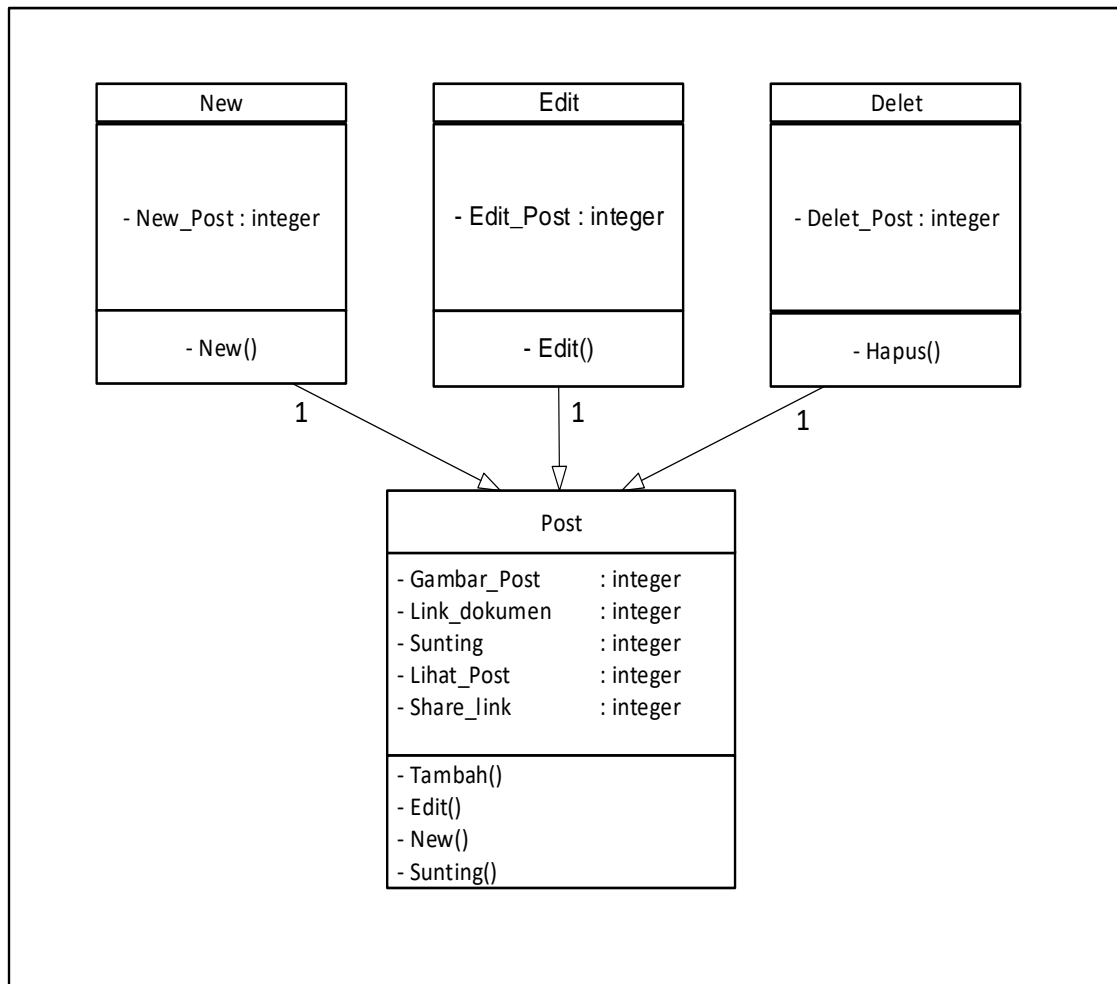 New
- New_Post : integer
- New()
Edit
- Edit_Post : integer
- Edit()
Delet
- Delet_Post : integer
- Hapus()
1
1
1
Post
- Gambar_Post : integer
- Link_dokumen : integer
- Sunting : integer
- Lihat_Post : integer
- Share_link : integer
- Tambah()
- Edit()
- New()
- Sunting()